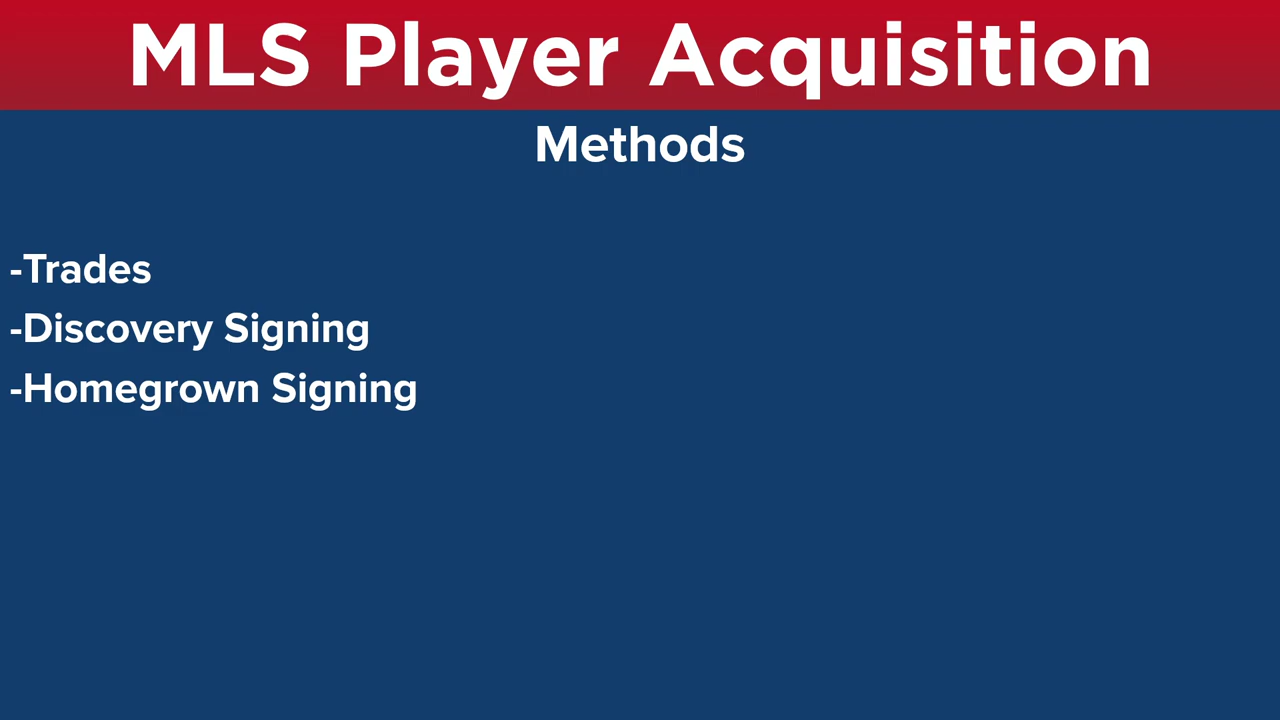 MLS Player Acquisition
Methods
-Trades
-Discovery Signing
-Homegrown Signing